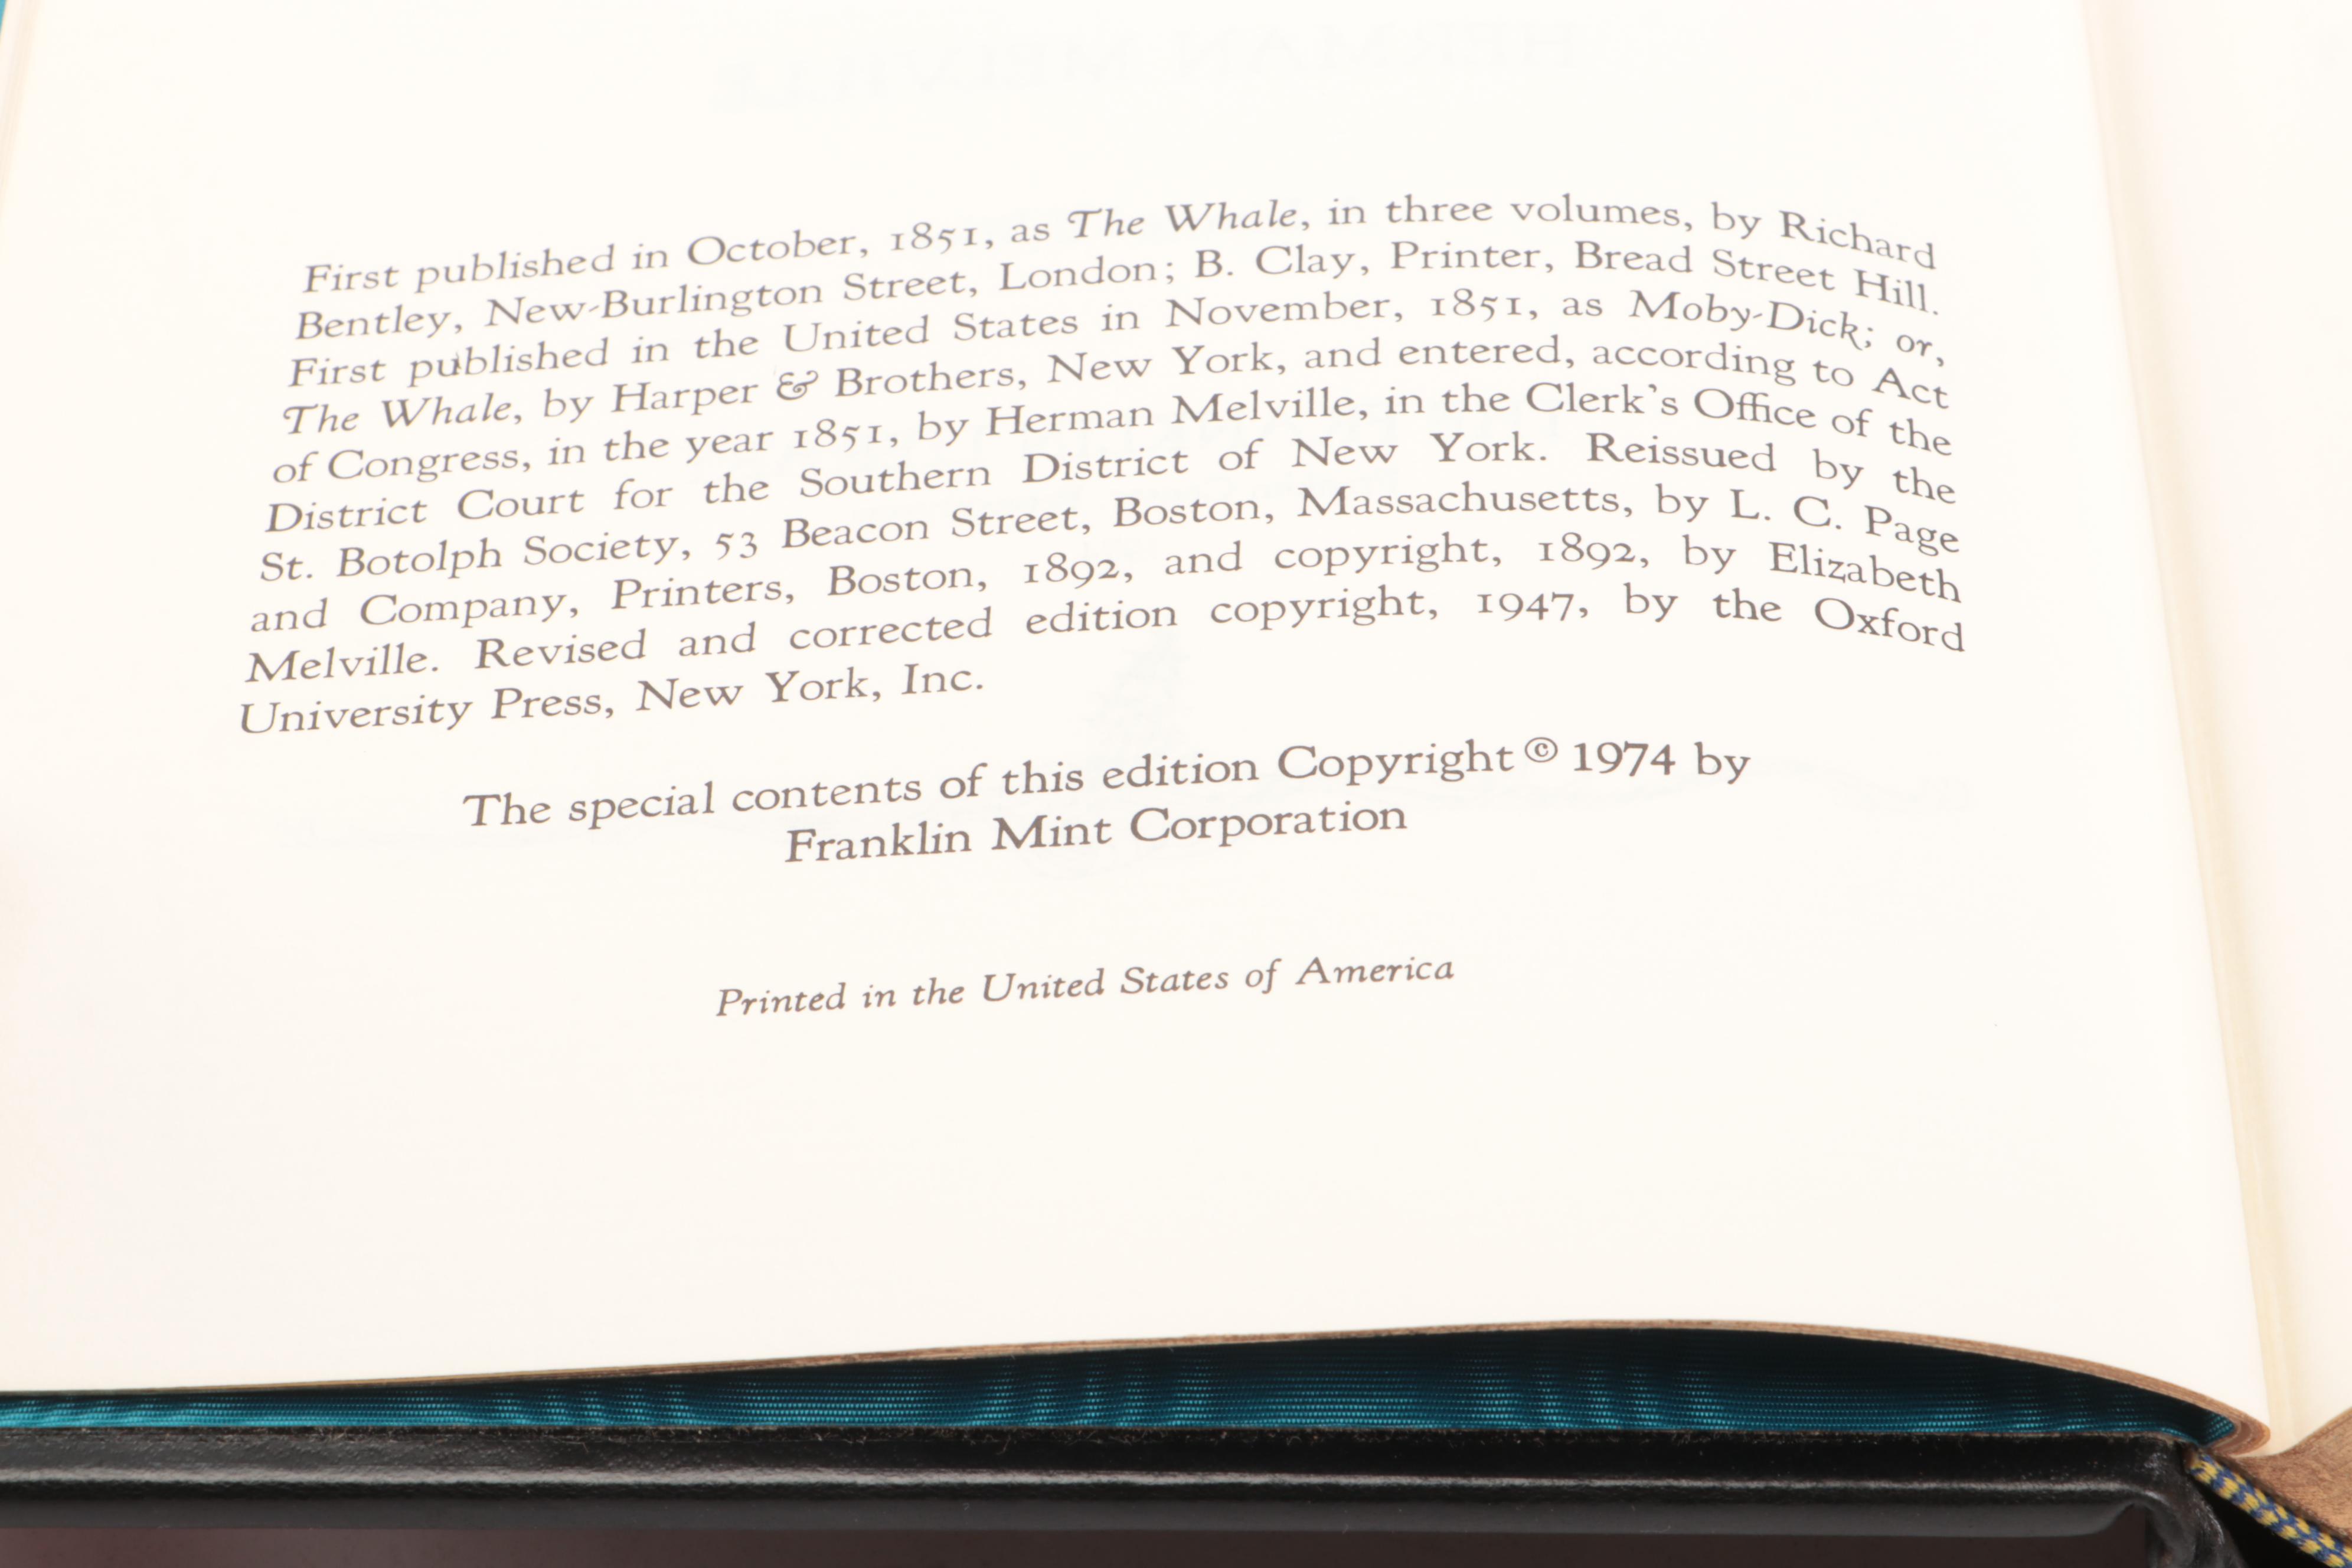 First published in October, 1851, as The Whale, in three volumes, by Richard
Bentley, New-Burlington Street, London; B. Clay, Printer, Bread Street Hill.
First published in the United States in November, 1851, as Moby-Dick; or,
The Whale, by Harper & Brothers, New York, and entered, according to Act
of Congress, in the year 1851, by Herman Melville, in the Clerk's Office of the
District Court for the Southern District of New York. Reissued by the
St. Botolph Society, 53 Beacon Street, Boston, Massachusetts, by L. C. Page
and Company, Printers, Boston, 1892, and copyright, 1892, by Elizabeth
Melville. Revised and corrected edition copyright, 1947, by the Oxford
University Press, New York, Inc.
The special contents of this edition Copyright © 1974 by
Franklin Mint Corporation
Printed in the United States of America